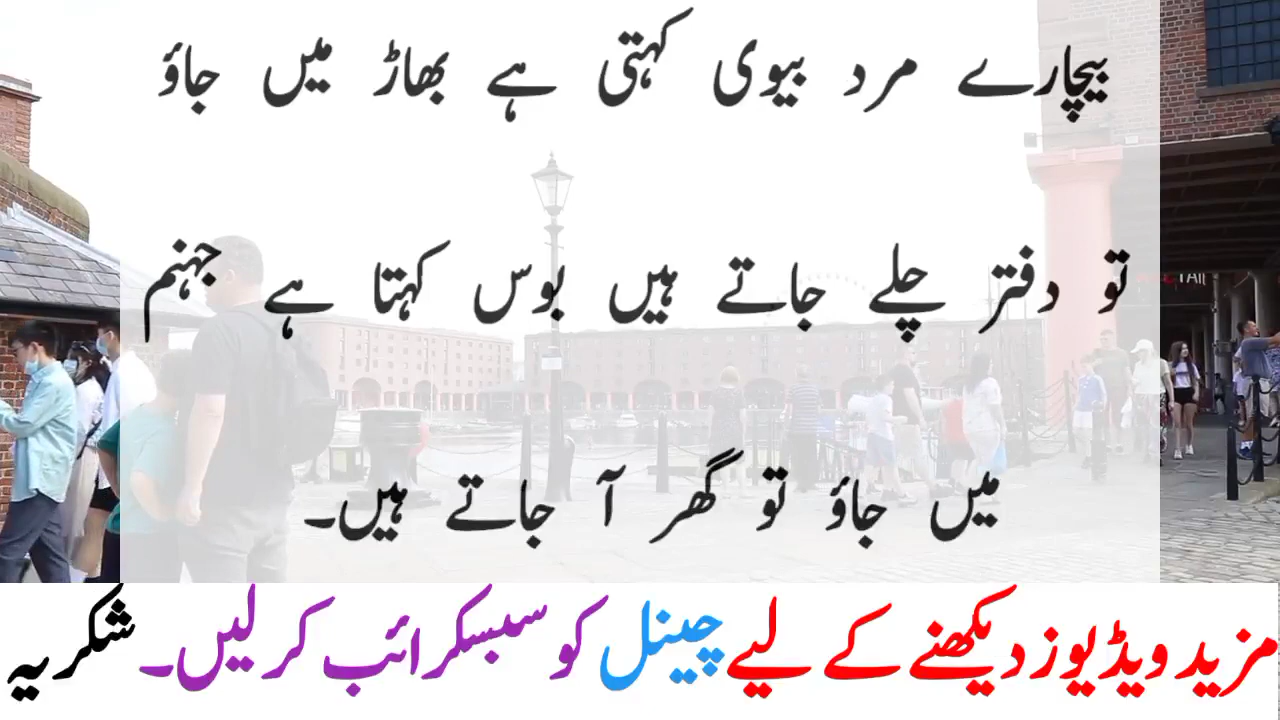 بیچارے مرد بیوی کہتی ہے بھاڑ میں جاؤ
تو دفتر چلے جاتے ہیں بوس کہتا ہے جہنم
میں جاؤ تو گھر آ جاتے ہیں۔
مزید ویڈیوز دیکھنے کے لیے چینل کو سبسکرائب کرلیں۔ شکریہ